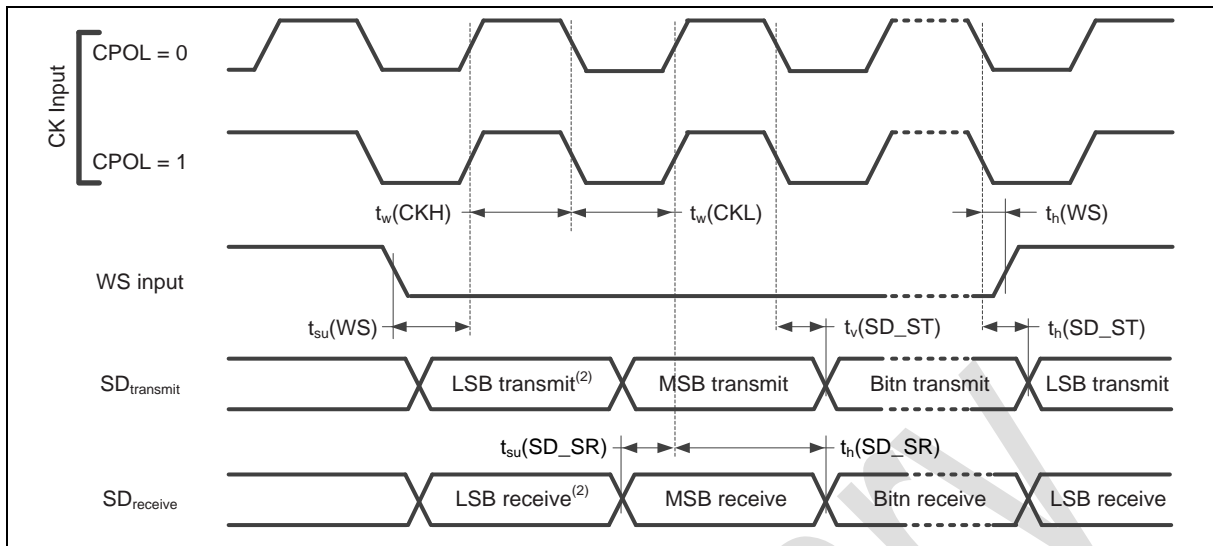 CK Input
CPOL = 0
CPOL = 1
tw(CKH)
tw(CKL)
th(WS)
WS input
tsu(WS)
tv(SD_ST)
th(SD_ST)
SDtransmit
LSB transmit(2)
MSB transmit
Bitn transmit
LSB transmit
tsu(SD_SR)
th(SD_SR)
SDreceive
LSB receive(2)
MSB receive
Bitn receive
LSB receive